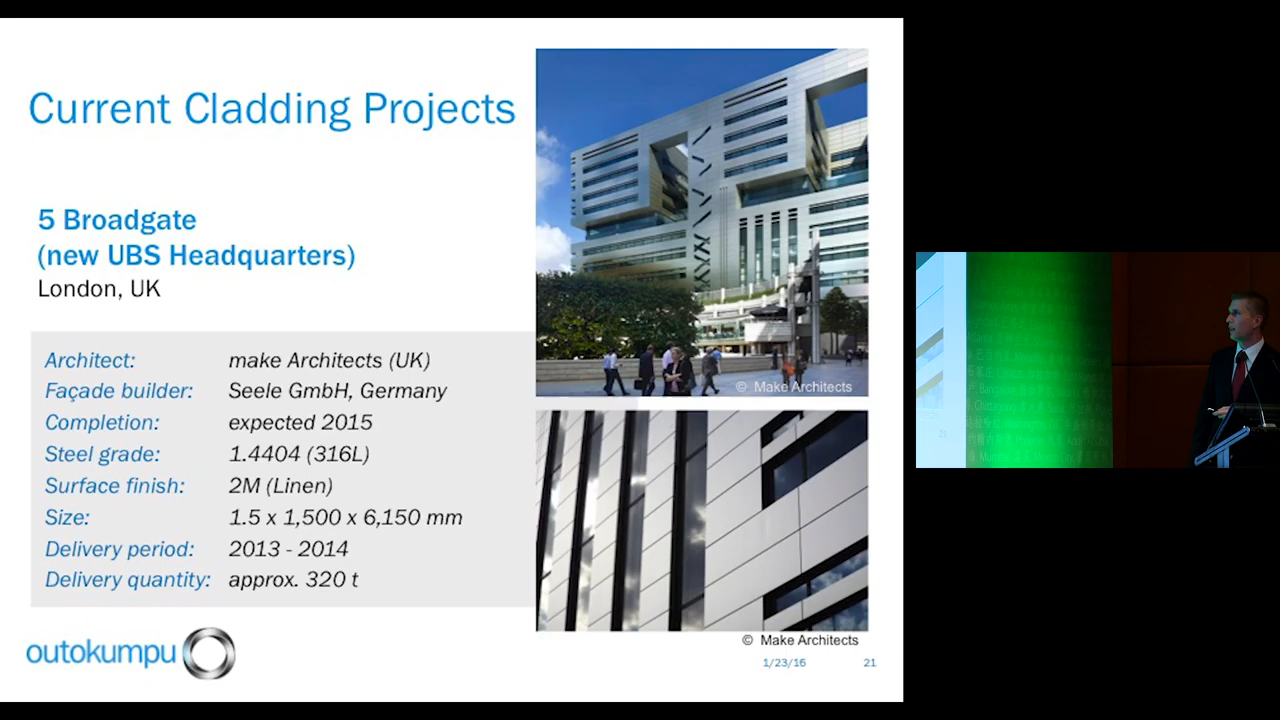 Current Cladding Projects
5 Broadgate
(new UBS Headquarters)
London, UK
Architect: make Architects (UK)
Façade builder: Seele GmbH, Germany
Completion: expected 2015
Steel grade: 1.4404 (316L)
Surface finish: 2M (Linen)
Size: 1.5 x 1,500 x 6,150 mm
Delivery period: 2013 - 2014
Delivery quantity: approx. 320 t
© Make Architects
© Make Architects
outokumpu
1/23/16 21